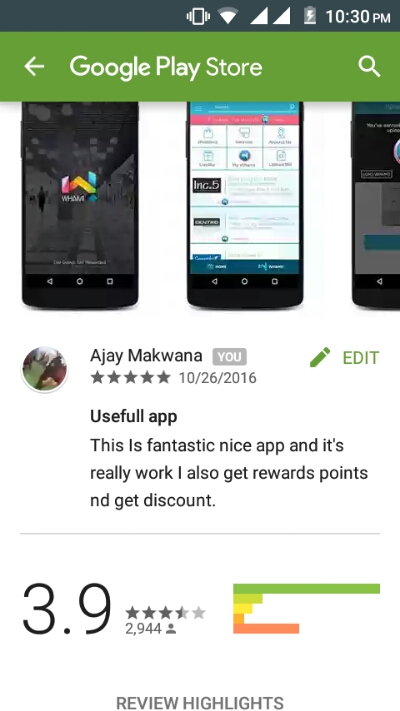 10:30 PM
Google Play Store
WHAM
Inc.5
Ajay Makwana YOU
EDIT
10/26/2016
Usefull app
This Is fantastic nice app and it's
really work I also get rewards points
nd get discount.
3.9
2,944
REVIEW HIGHLIGHTS